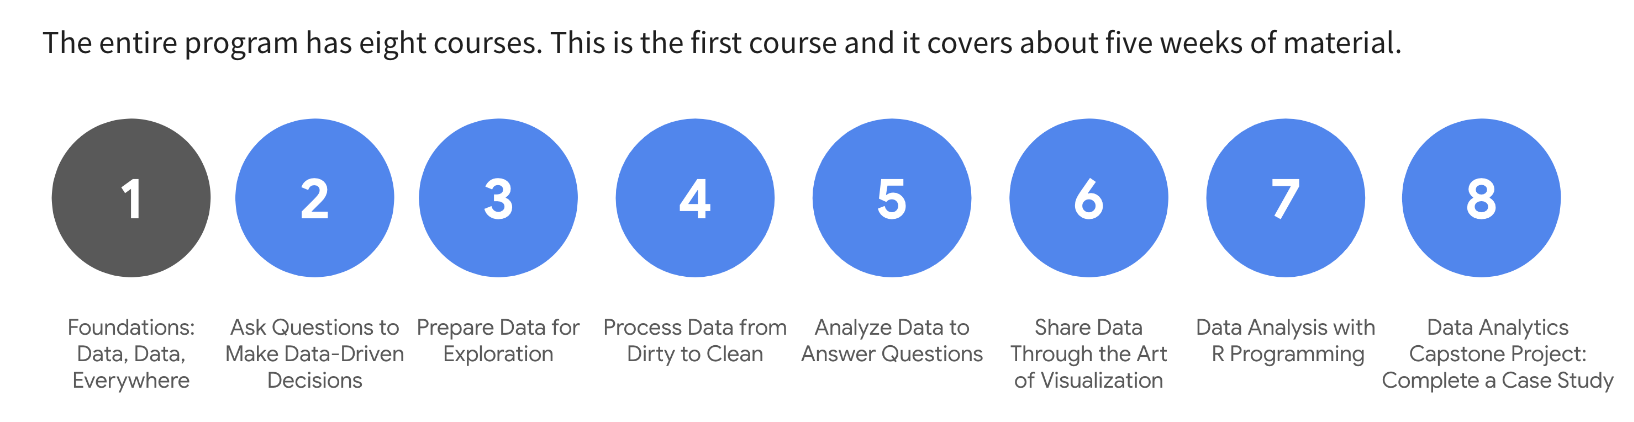 The entire program has eight courses. This is the first course and it covers about five weeks of material.
1
2
3
4
5
6
7
8
Foundations:
Data, Data,
Everywhere
Ask Questions to
Make Data-Driven
Decisions
Prepare Data for
Exploration
Process Data from
Dirty to Clean
Analyze Data to
Answer Questions
Share Data
Through the Art
of Visualization
Data Analysis with
R Programming
Data Analytics
Capstone Project:
Complete a Case Study